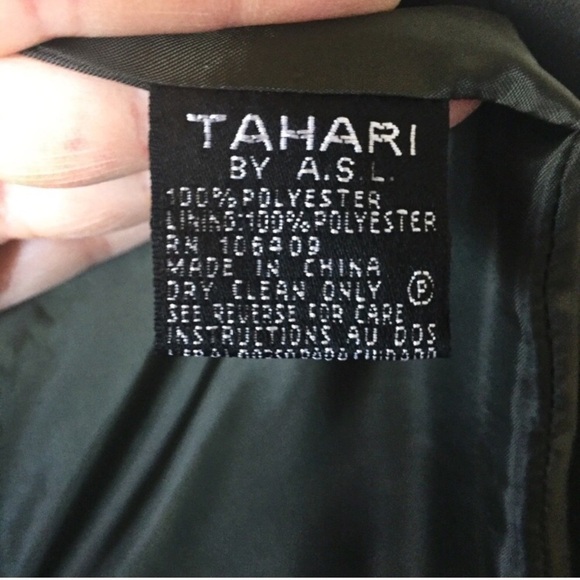 TAHARI
BY A.S.L.
100% POLYESTER
LINING:100%POLYESTER
RN 106409
MADE IN CHINA
DRY CLEAN ONLY Ⓟ
SEE REVERSE FOR CARE
INSTRUCTIONS AU DOS